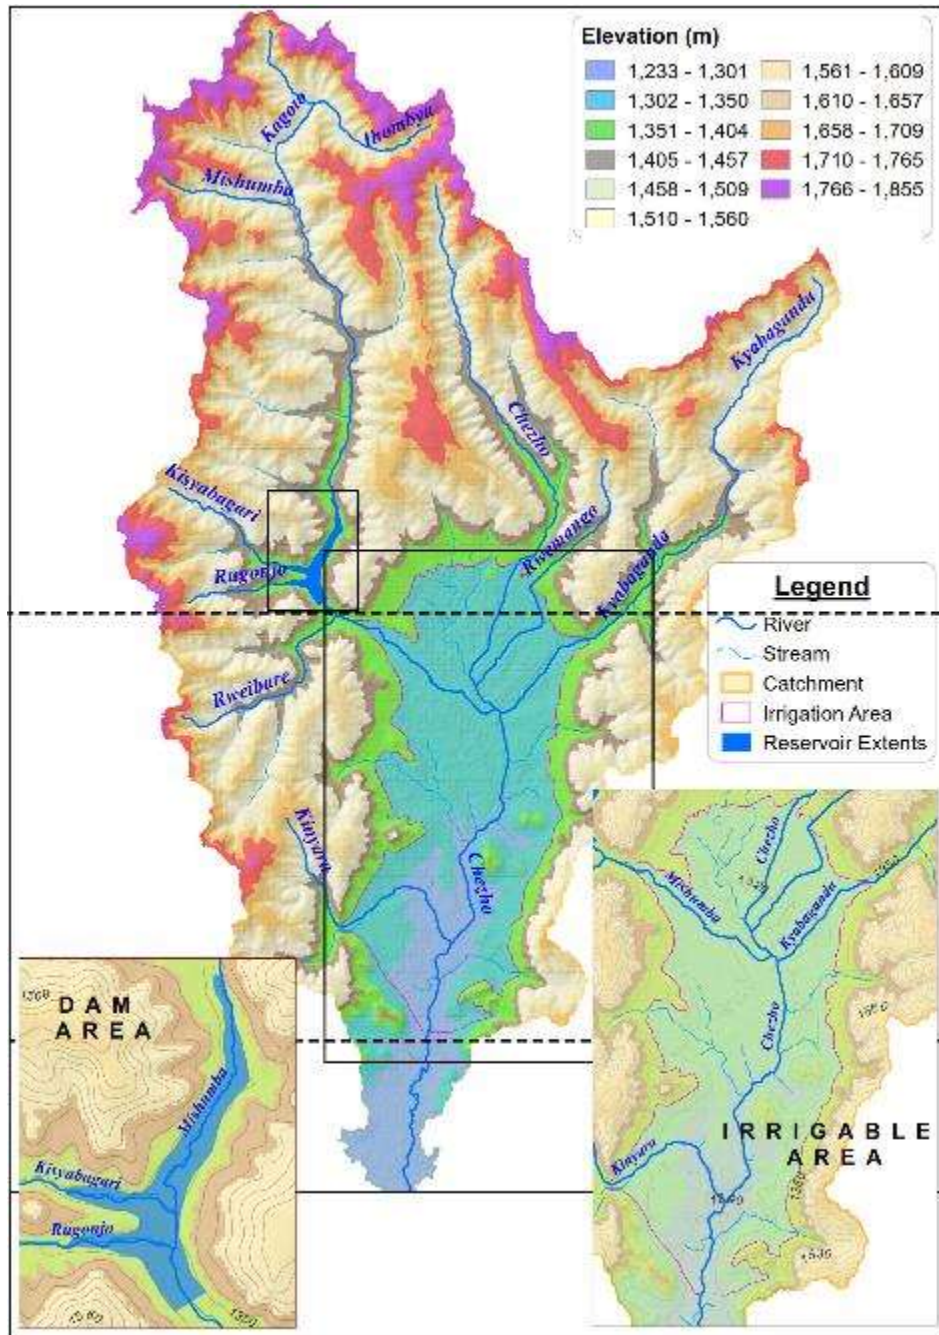 Elevation (m)
1,233 - 1,301
1,302 - 1,350
1,351 - 1,404
1,405 - 1,457
1,458 - 1,509
1,510 - 1,560
1,561 - 1,609
1,610 - 1,657
1,658 - 1,709
1,710 - 1,765
1,766 - 1,855
Kagoto
Mishumba
Kyabaganda
Chezho
Kisyabagari
Rugonjo
Rwemango
Kyabaganda
Rweibare
Kinyara
Chezho
Legend
River
Stream
Catchment
Irrigation Area
Reservoir Extents
DAM
AREA
Mishumba
Kisyabagari
Rugonjo
Chezho
Mishumba
Kyabaganda
Chezho
Kinyara
IRRIGABLE
AREA